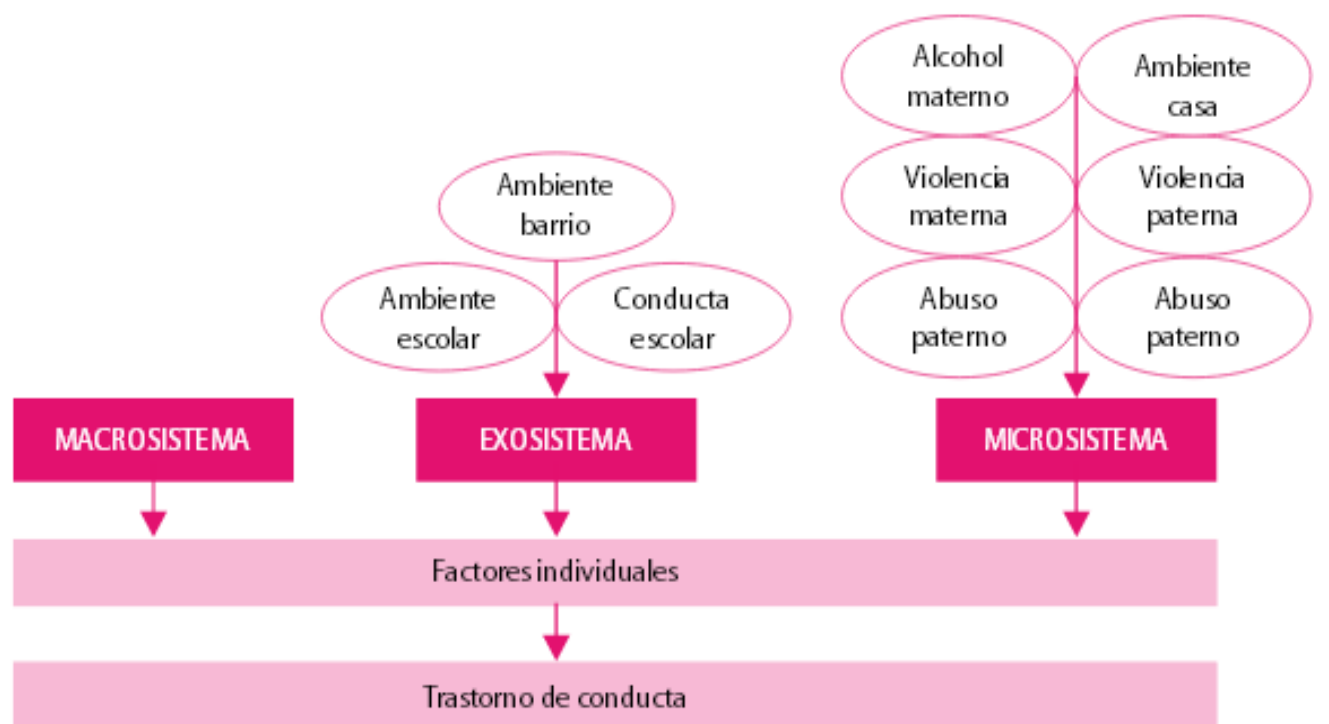 Alcohol
materno
Ambiente
casa
Ambiente
barrio
Violencia
materna
Violencia
paterna
Ambiente
escolar
Conducta
escolar
Abuso
paterno
Abuso
paterno
MACROSISTEMA
EXOSISTEMA
MICROSISTEMA
Factores individuales
Trastorno de conducta